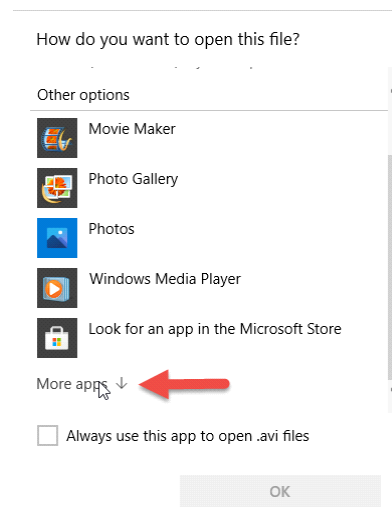 How do you want to open this file?
Other options
Movie Maker
Photo Gallery
Photos
Windows Media Player
Look for an app in the Microsoft Store
More apps ↓
Always use this app to open .avi files
OK